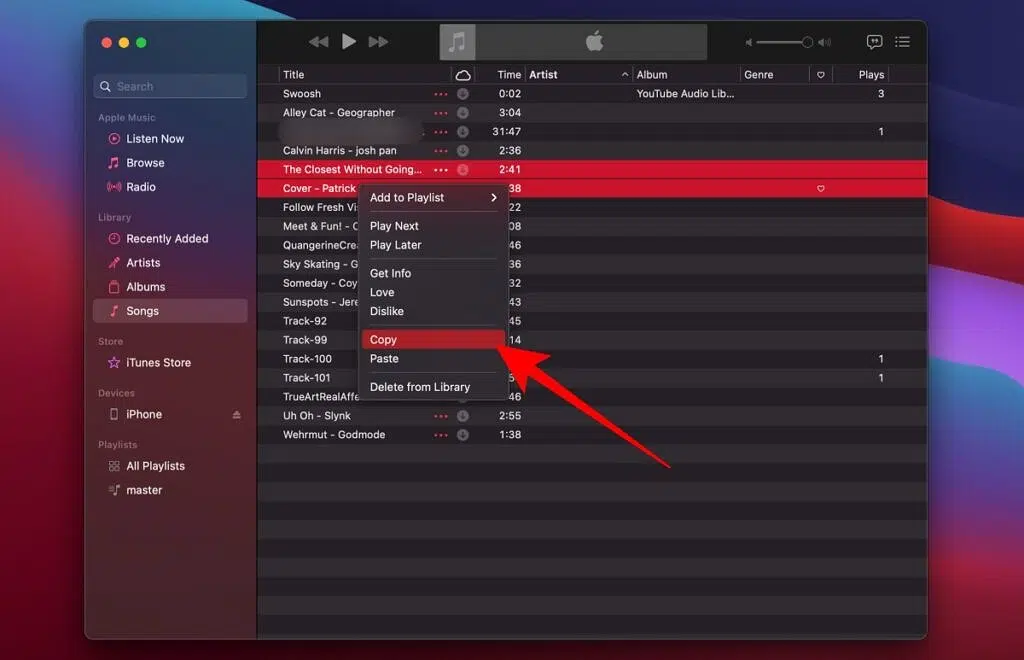 Search
Apple Music
Listen Now
Browse
Radio
Library
Recently Added
Artists
Albums
Songs
Store
iTunes Store
Devices
iPhone
Playlists
All Playlists
master
Title Time Artist Album Genre Plays
Swoosh ••• 0:02 YouTube Audio Lib... 3
Alley Cat - Geographer ••• 3:04
••• 31:47 1
Calvin Harris - josh pan ••• 2:36
The Closest Without Going... ••• 2:41
Cover - Patrick 38
Follow Fresh Vi 22
Meet & Fun! - 08
QuangerineCre 46
Sky Skating - G 36
Someday - Coy 32
Sunspots - Jere 43
Track-92 45
Track-99 14
Track-100 1
Track-101 1
TrueArtRealAffe 46
Uh Oh - Slynk ••• 2:55
Wehrmut - Godmode ••• 1:38
Add to Playlist
Play Next
Play Later
Get Info
Love
Dislike
Copy
Paste
Delete from Library